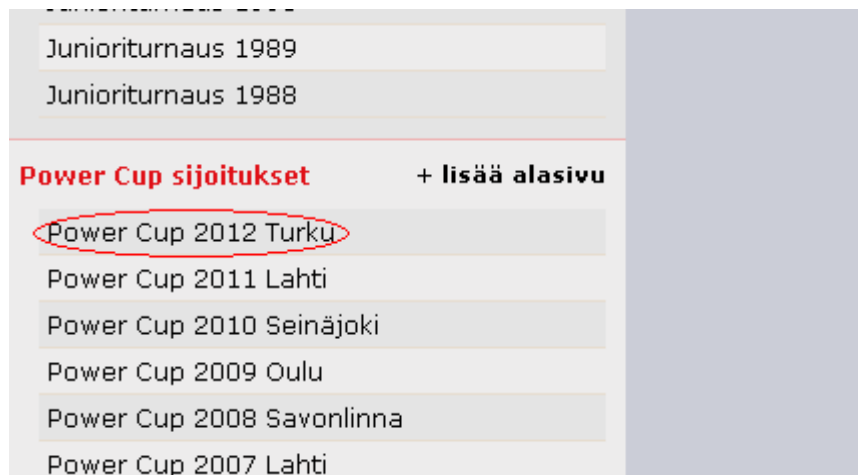 Junioriturnaus 1989
Junioriturnaus 1988
Power Cup sijoitukset + lisää alasivu
Power Cup 2012 Turku
Power Cup 2011 Lahti
Power Cup 2010 Seinäjoki
Power Cup 2009 Oulu
Power Cup 2008 Savonlinna
Power Cup 2007 Lahti